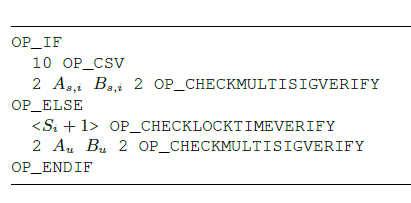 OP_IF
10 OP_CSV
2 A_{s,i} B_{s,i} 2 OP_CHECKMULTISIGVERIFY
OP_ELSE
<S_i + 1> OP_CHECKLOCKTIMEVERIFY
2 A_u B_u 2 OP_CHECKMULTISIGVERIFY
OP_ENDIF